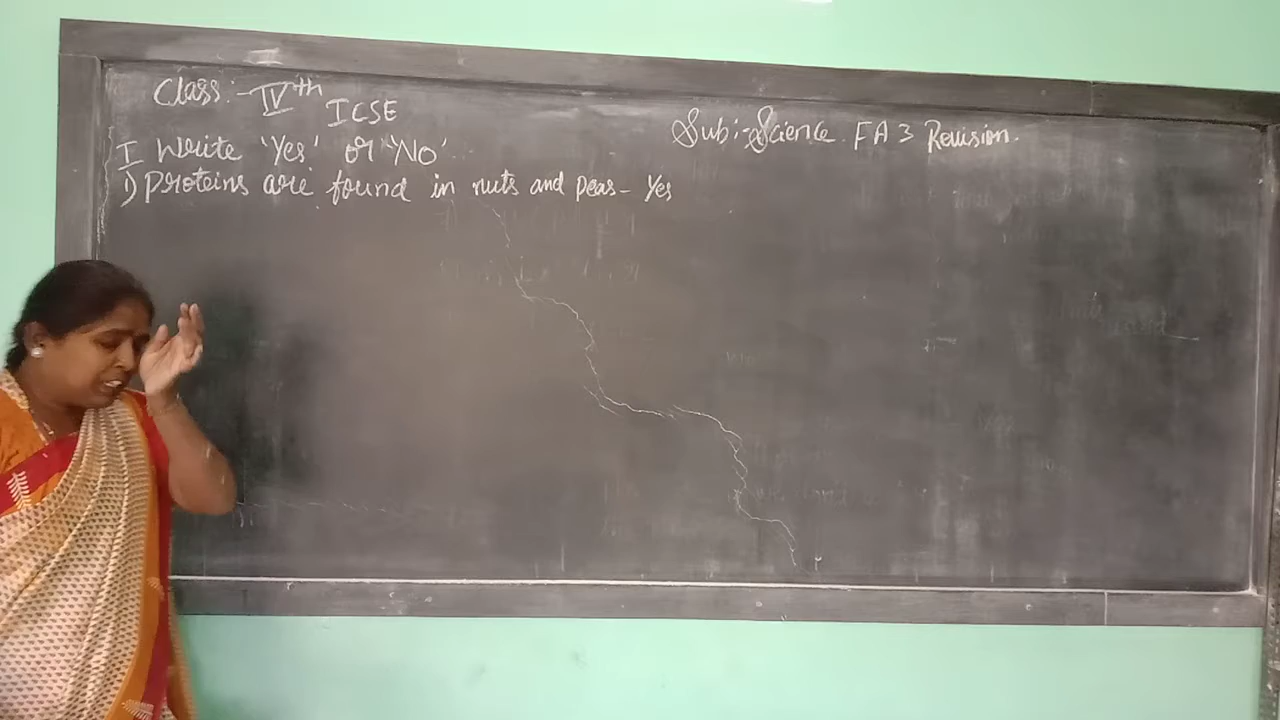 Class:- IVth ICSE
Sub:- Science FA 3 Revision.
I Write 'Yes' or 'No'
1) Proteins are found in nuts and peas - Yes